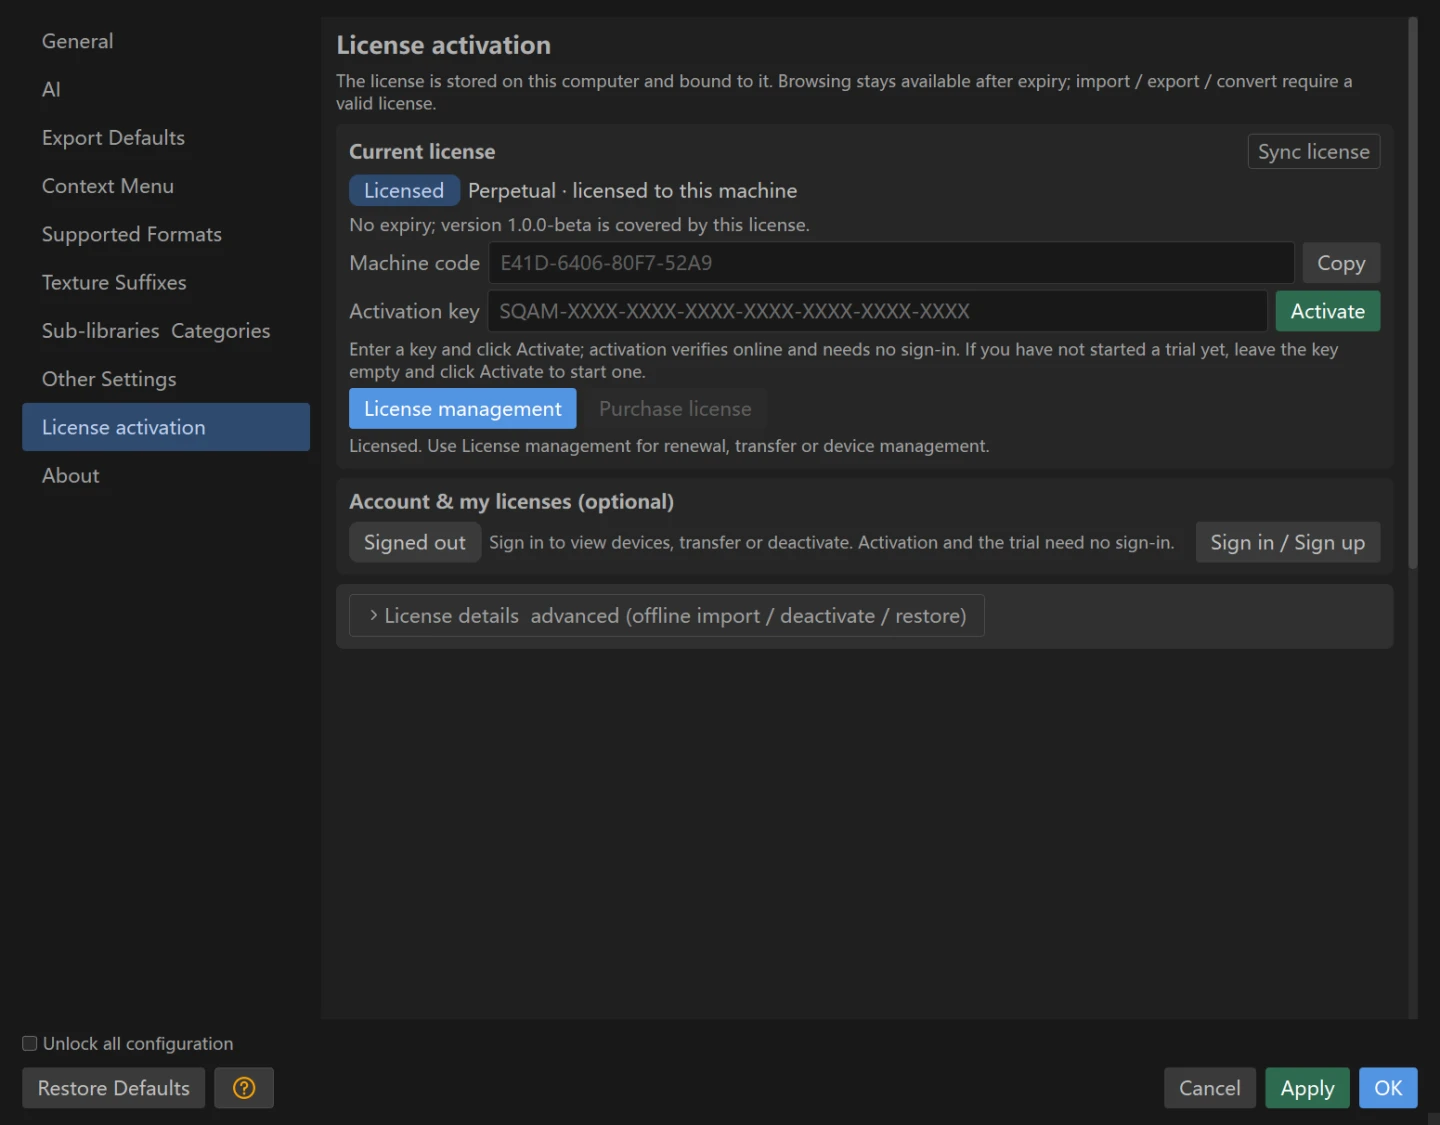 General
AI
Export Defaults
Context Menu
Supported Formats
Texture Suffixes
Sub-libraries  Categories
Other Settings
License activation
About
License activation
The license is stored on this computer and bound to it. Browsing stays available after expiry; import / export / convert require a
valid license.
Current license
Sync license
Licensed Perpetual · licensed to this machine
No expiry; version 1.0.0-beta is covered by this license.
Machine code E41D-6406-80F7-52A9 Copy
Activation key SQAM-XXXX-XXXX-XXXX-XXXX-XXXX-XXXX-XXXX Activate
Enter a key and click Activate; activation verifies online and needs no sign-in. If you have not started a trial yet, leave the key
empty and click Activate to start one.
License management Purchase license
Licensed. Use License management for renewal, transfer or device management.
Account & my licenses (optional)
Signed out Sign in to view devices, transfer or deactivate. Activation and the trial need no sign-in. Sign in / Sign up
> License details  advanced (offline import / deactivate / restore)
Unlock all configuration
Restore Defaults ? Cancel Apply OK